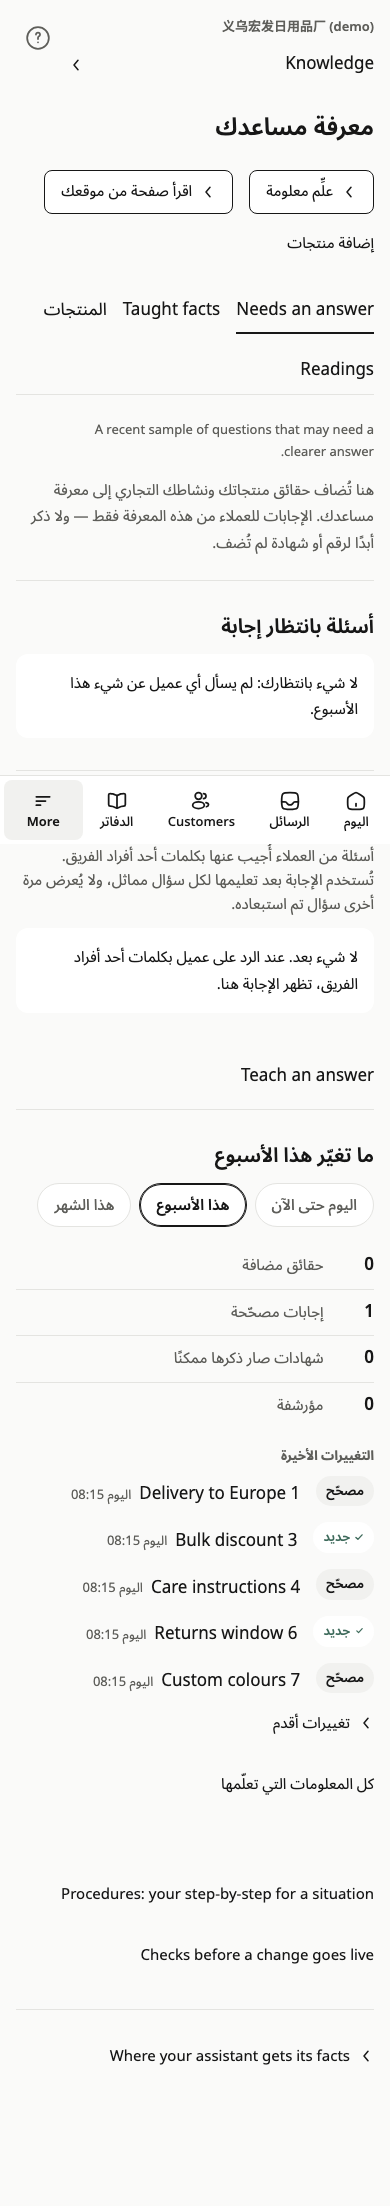 义乌宏发日用品厂 (demo)
Knowledge
معرفة مساعدك
علِّم معلومة
اقرأ صفحة من موقعك
إضافة منتجات
Needs an answer
Taught facts
المنتجات
Readings
A recent sample of questions that may need a
clearer answer.
هنا تُضاف حقائق منتجاتك ونشاطك التجاري إلى معرفة
مساعدك. الإجابات للعملاء من هذه المعرفة فقط — ولا ذكر
أبدًا لرقم أو شهادة لم تُضف.
أسئلة بانتظار إجابة
لا شيء بانتظارك: لم يسأل أي عميل عن شيء هذا
الأسبوع.
اليوم
الرسائل
Customers
الدفاتر
More
أسئلة من العملاء أُجيب عنها بكلمات أحد أفراد الفريق.
تُستخدم الإجابة بعد تعليمها لكل سؤال مماثل، ولا يُعرض مرة
أخرى سؤال تم استبعاده.
لا شيء بعد. عند الرد على عميل بكلمات أحد أفراد
الفريق، تظهر الإجابة هنا.
Teach an answer
ما تغيّر هذا الأسبوع
اليوم حتى الآن
هذا الأسبوع
هذا الشهر
0 حقائق مضافة
1 إجابات مصحّحة
0 شهادات صار ذكرها ممكنًا
0 مؤرشفة
التغييرات الأخيرة
مصحّح Delivery to Europe 1 اليوم 08:15
جديد Bulk discount 3 اليوم 08:15
مصحّح Care instructions 4 اليوم 08:15
جديد Returns window 6 اليوم 08:15
مصحّح Custom colours 7 اليوم 08:15
تغييرات أقدم
كل المعلومات التي تعلّمها
Procedures: your step-by-step for a situation
Checks before a change goes live
Where your assistant gets its facts